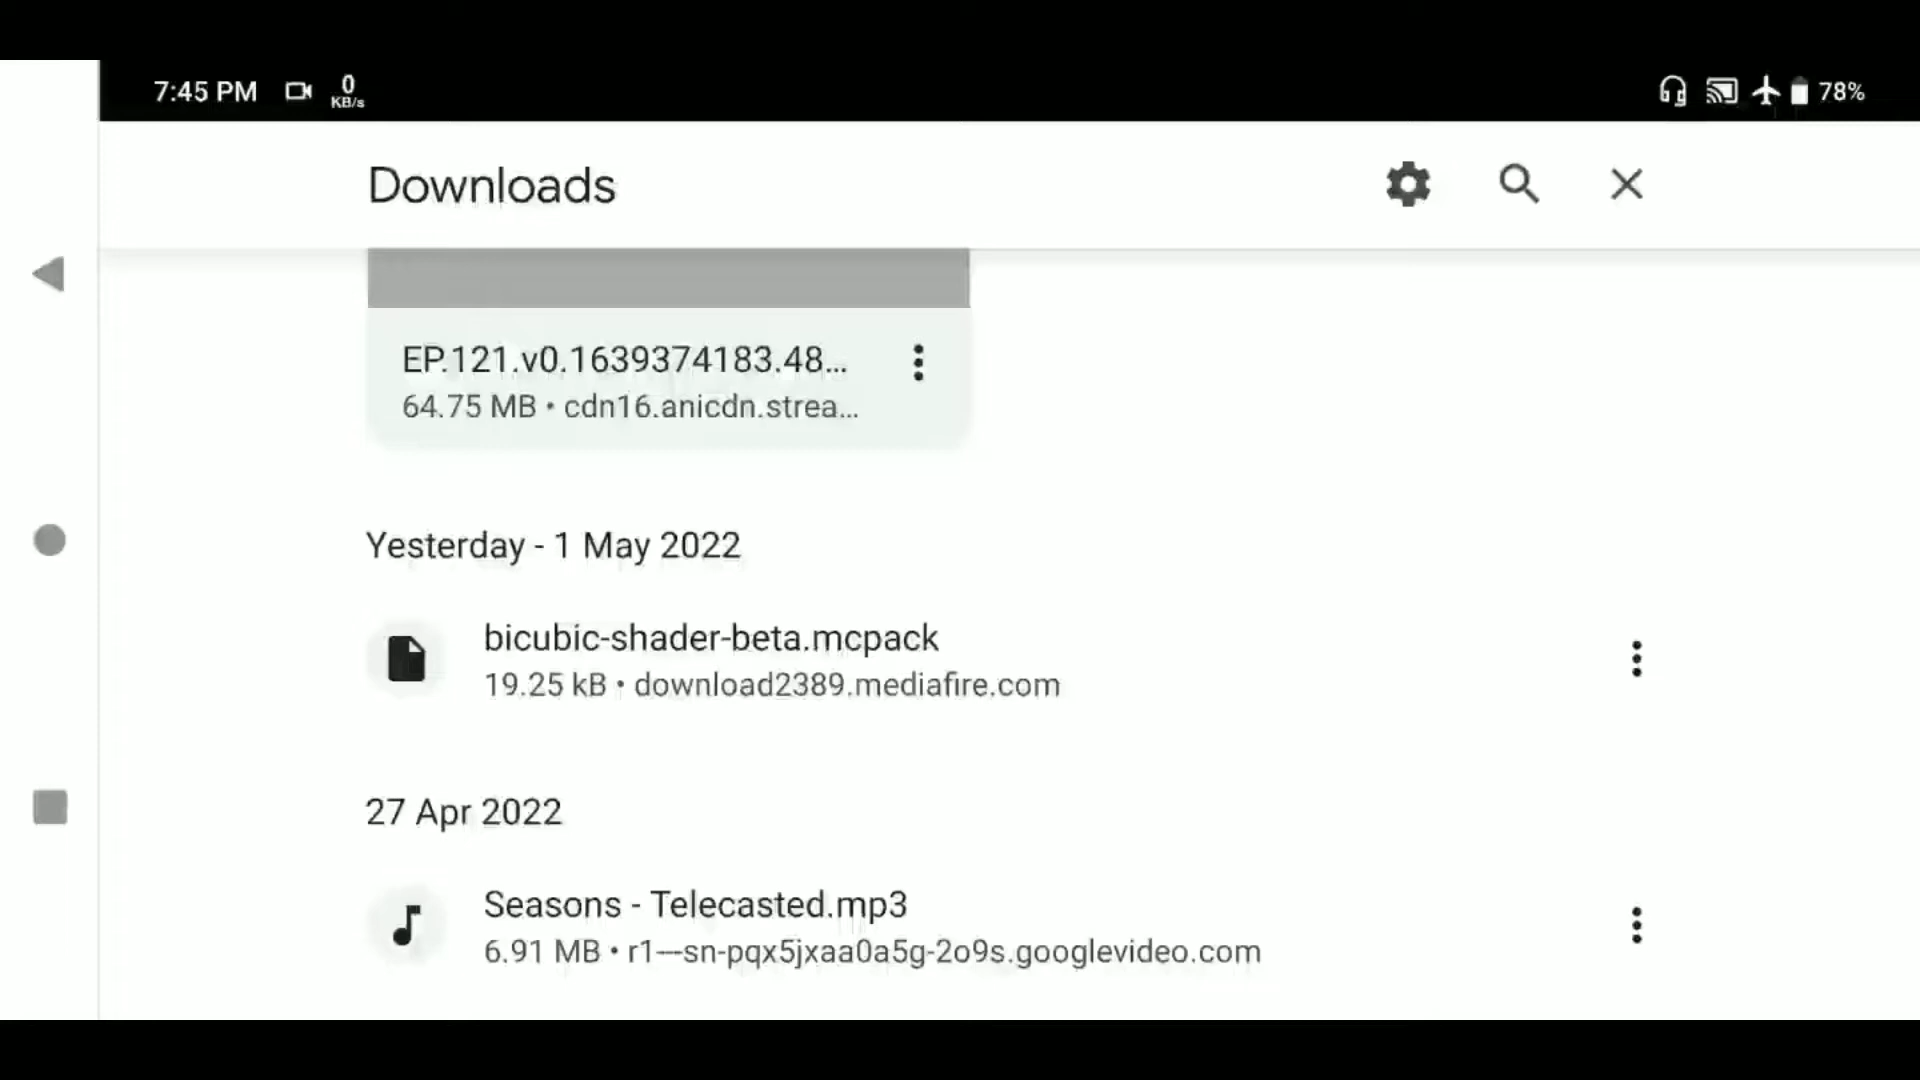 7:45 PM 0 KB/s 78%
Downloads
EP.121.v0.1639374183.48...
64.75 MB • cdn16.anicdn.strea...
Yesterday - 1 May 2022
bicubic-shader-beta.mcpack
19.25 kB • download2389.mediafire.com
27 Apr 2022
Seasons - Telecasted.mp3
6.91 MB • r1---sn-pqx5jxaa0a5g-2o9s.googlevideo.com